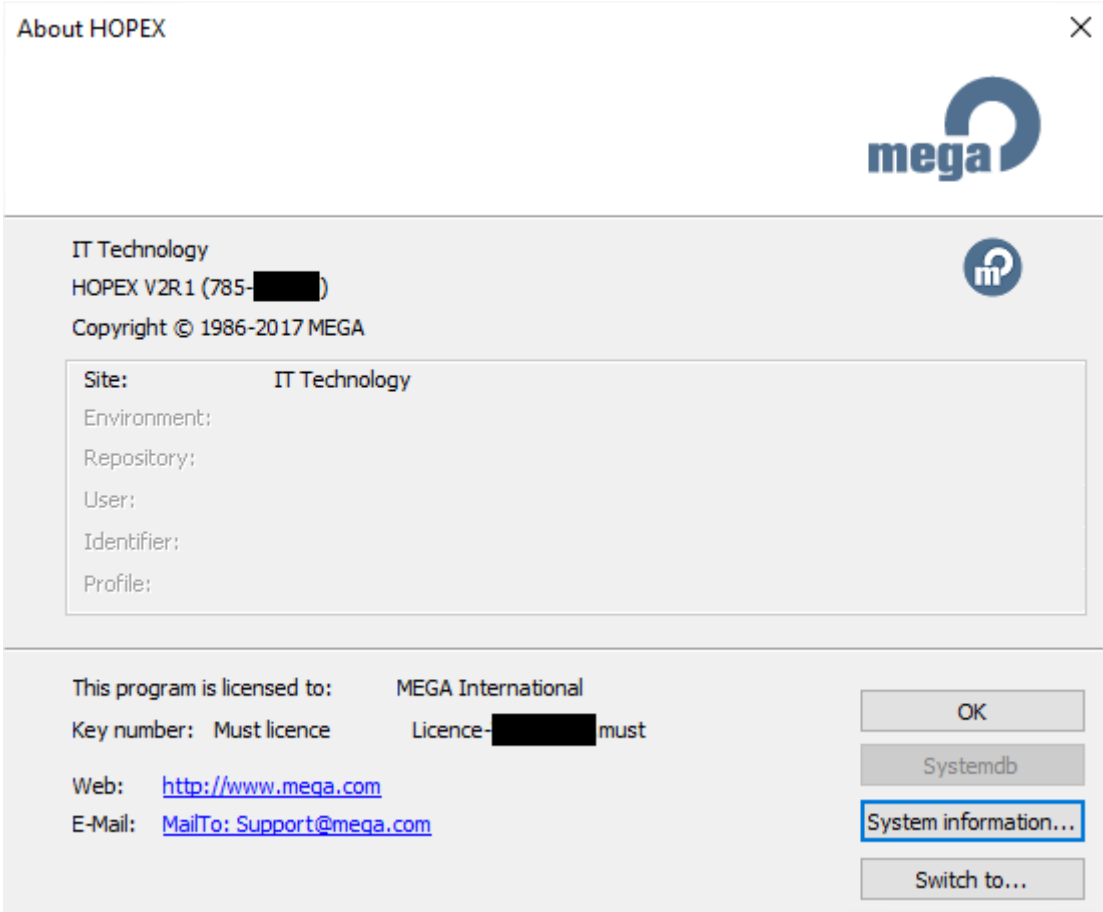 About HOPEX
mega
IT Technology
HOPEX V2R1 (785- )
m
Copyright © 1986-2017 MEGA
Site: IT Technology
Environment:
Repository:
User:
Identifier:
Profile:
This program is licensed to: MEGA International
Key number: Must licence Licence- must
Web: http://www.mega.com
E-Mail: MailTo: Support@mega.com
OK
Systemdb
System information...
Switch to...